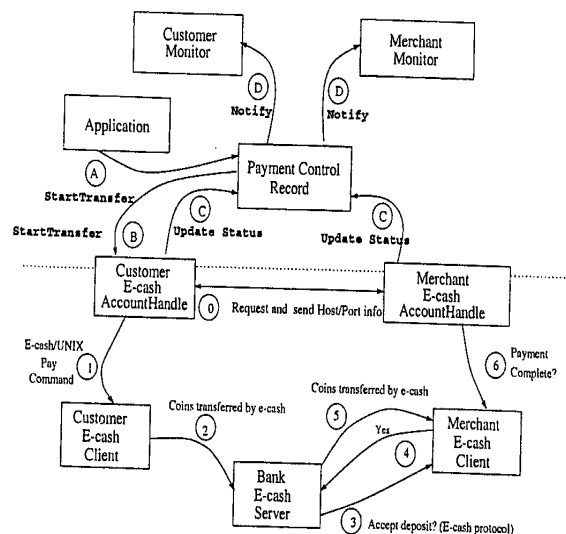 Customer
Monitor
Merchant
Monitor
D
Notify
D
Notify
Application
A
StartTransfer
Payment Control
Record
StartTransfer
B
C
Update Status
C
Update Status
Customer
E-cash
AccountHandle
0
Request and send Host/Port info
Merchant
E-cash
AccountHandle
E-cash/UNIX
Pay
Command
1
6
Payment
Complete?
Coins transferred by e-cash
2
Coins transferred by e-cash
5
Customer
E-cash
Client
Yes
4
Merchant
E-cash
Client
Bank
E-cash
Server
3
Accept deposit? (E-cash protocol)